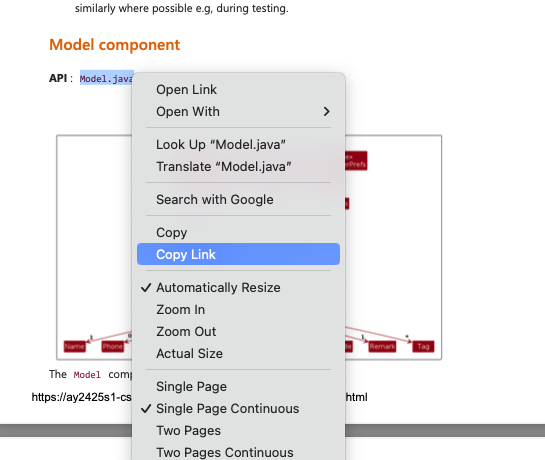 similarly where possible e.g, during testing.
Model component
API : Model.java
Open Link
Open With
Look Up “Model.java”
Translate “Model.java”
Search with Google
Copy
Copy Link
Automatically Resize
Zoom In
Zoom Out
Actual Size
Name
Phone
Remark
Tag
The Model comp
Single Page
https://ay2425s1-cs
html
Single Page Continuous
Two Pages
Two Pages Continuous